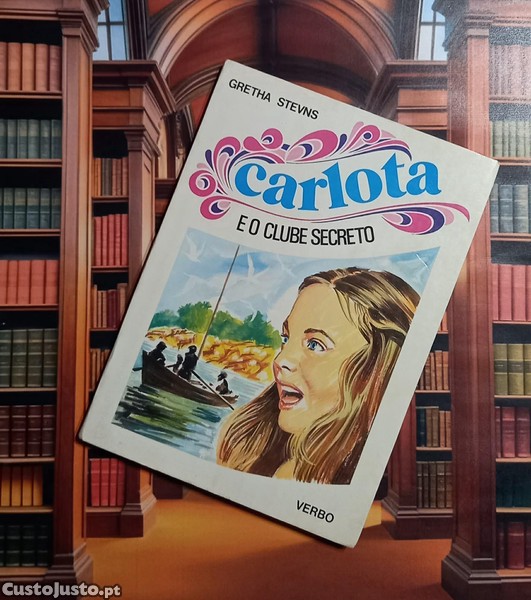 GRETHA STEVNS
carlota
E O CLUBE SECRETO
VERBO
CustoJusto.pt